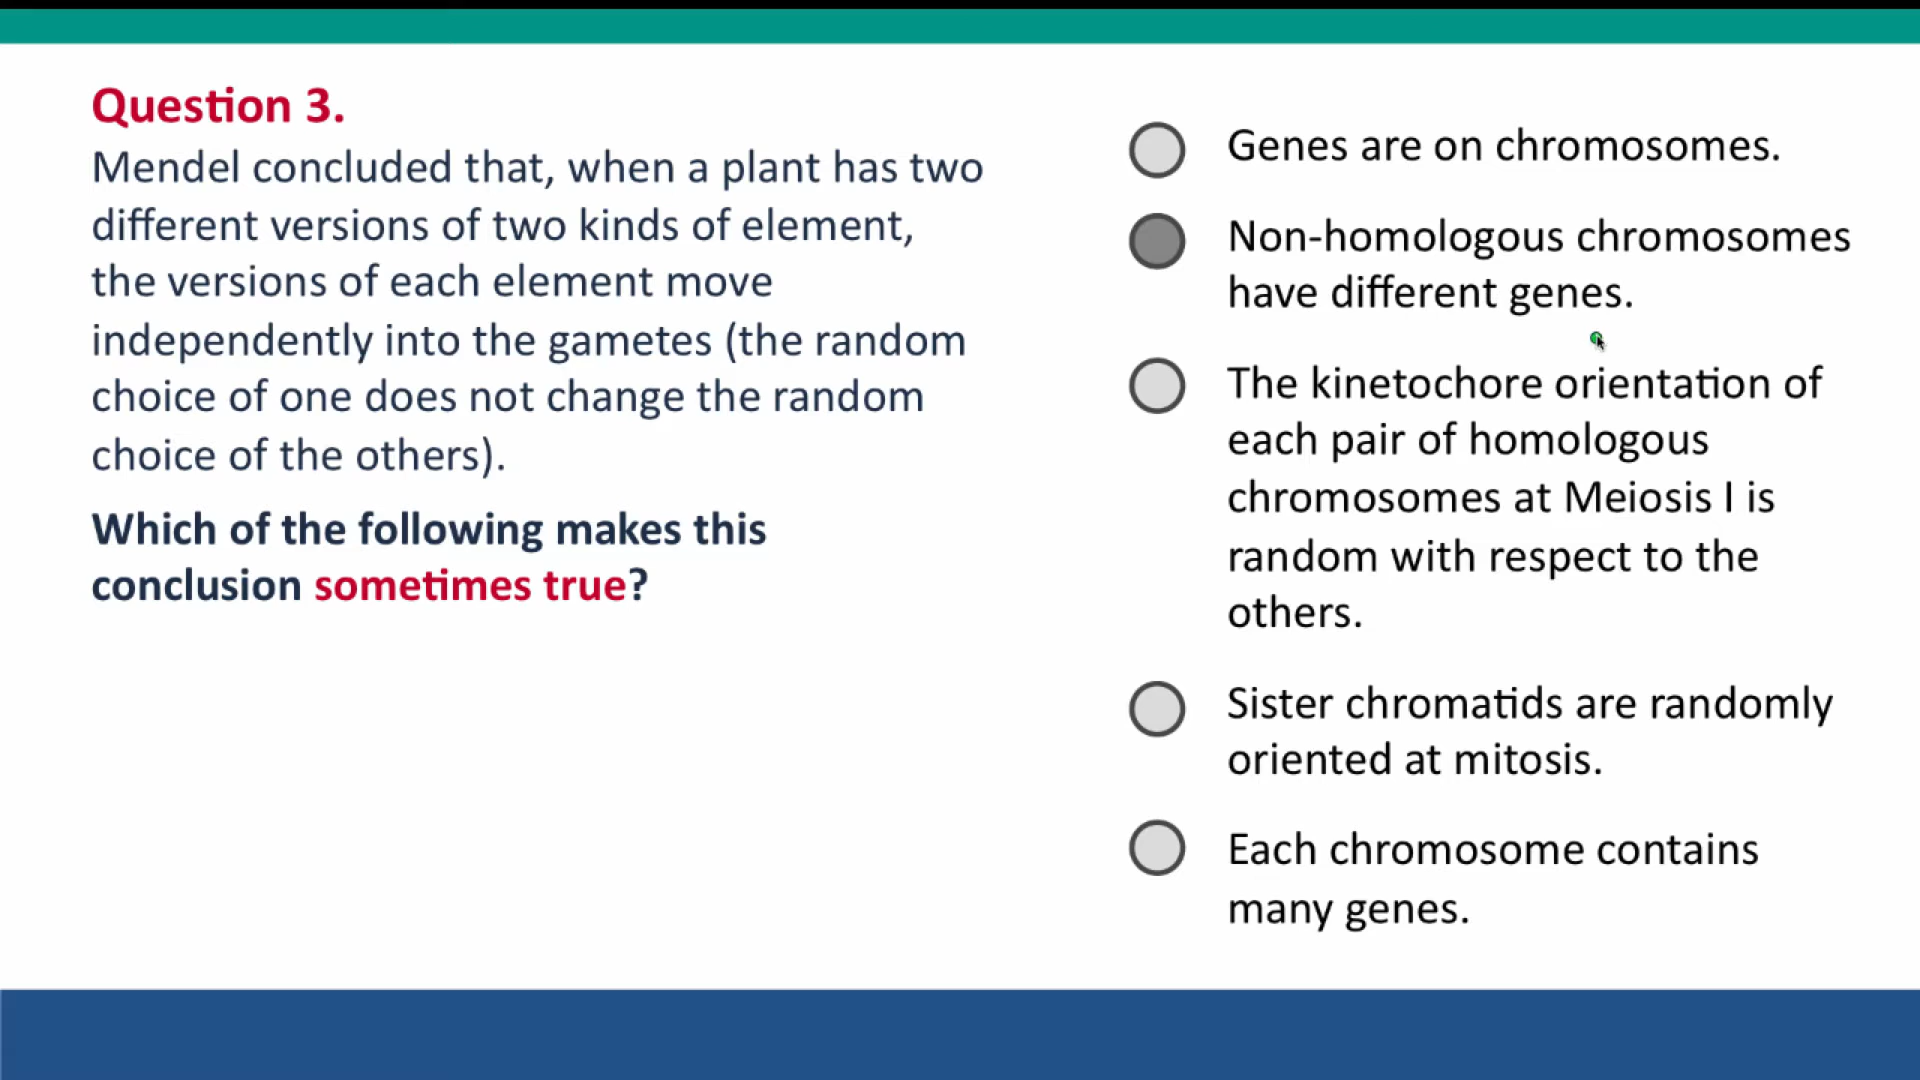 Question 3.
Mendel concluded that, when a plant has two
different versions of two kinds of element,
the versions of each element move
independently into the gametes (the random
choice of one does not change the random
choice of the others).
Which of the following makes this
conclusion sometimes true?
Genes are on chromosomes.
Non-homologous chromosomes
have different genes.
The kinetochore orientation of
each pair of homologous
chromosomes at Meiosis I is
random with respect to the
others.
Sister chromatids are randomly
oriented at mitosis.
Each chromosome contains
many genes.